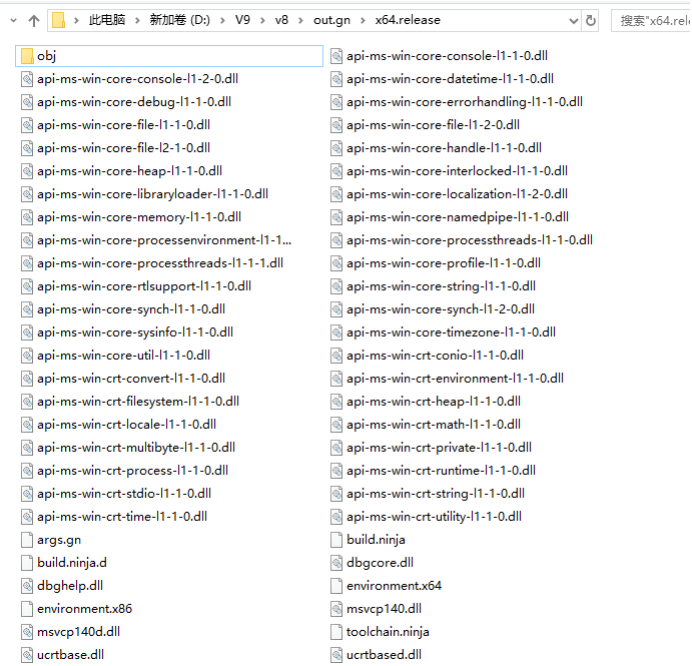 此电脑 › 新加卷 (D:) › V9 › v8 › out.gn › x64.release
搜索"x64.rele
obj
api-ms-win-core-console-l1-1-0.dll
api-ms-win-core-console-l1-2-0.dll
api-ms-win-core-datetime-l1-1-0.dll
api-ms-win-core-debug-l1-1-0.dll
api-ms-win-core-errorhandling-l1-1-0.dll
api-ms-win-core-file-l1-1-0.dll
api-ms-win-core-file-l1-2-0.dll
api-ms-win-core-file-l2-1-0.dll
api-ms-win-core-handle-l1-1-0.dll
api-ms-win-core-heap-l1-1-0.dll
api-ms-win-core-interlocked-l1-1-0.dll
api-ms-win-core-libraryloader-l1-1-0.dll
api-ms-win-core-localization-l1-2-0.dll
api-ms-win-core-memory-l1-1-0.dll
api-ms-win-core-namedpipe-l1-1-0.dll
api-ms-win-core-processenvironment-l1-1...
api-ms-win-core-processthreads-l1-1-0.dll
api-ms-win-core-processthreads-l1-1-1.dll
api-ms-win-core-profile-l1-1-0.dll
api-ms-win-core-rtlsupport-l1-1-0.dll
api-ms-win-core-string-l1-1-0.dll
api-ms-win-core-synch-l1-1-0.dll
api-ms-win-core-synch-l1-2-0.dll
api-ms-win-core-sysinfo-l1-1-0.dll
api-ms-win-core-timezone-l1-1-0.dll
api-ms-win-core-util-l1-1-0.dll
api-ms-win-crt-conio-l1-1-0.dll
api-ms-win-crt-convert-l1-1-0.dll
api-ms-win-crt-environment-l1-1-0.dll
api-ms-win-crt-filesystem-l1-1-0.dll
api-ms-win-crt-heap-l1-1-0.dll
api-ms-win-crt-locale-l1-1-0.dll
api-ms-win-crt-math-l1-1-0.dll
api-ms-win-crt-multibyte-l1-1-0.dll
api-ms-win-crt-private-l1-1-0.dll
api-ms-win-crt-process-l1-1-0.dll
api-ms-win-crt-runtime-l1-1-0.dll
api-ms-win-crt-stdio-l1-1-0.dll
api-ms-win-crt-string-l1-1-0.dll
api-ms-win-crt-time-l1-1-0.dll
api-ms-win-crt-utility-l1-1-0.dll
args.gn
build.ninja
build.ninja.d
dbgcore.dll
dbghelp.dll
environment.x64
environment.x86
msvcp140.dll
msvcp140d.dll
toolchain.ninja
ucrtbase.dll
ucrtbased.dll